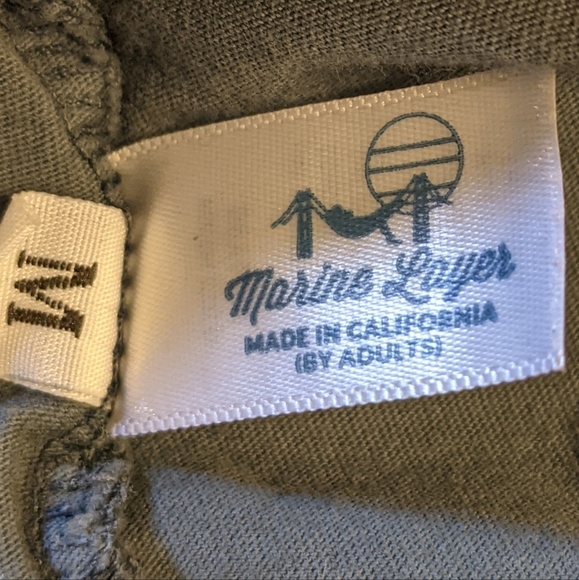 M
Marine Layer
MADE IN CALIFORNIA
(BY ADULTS)